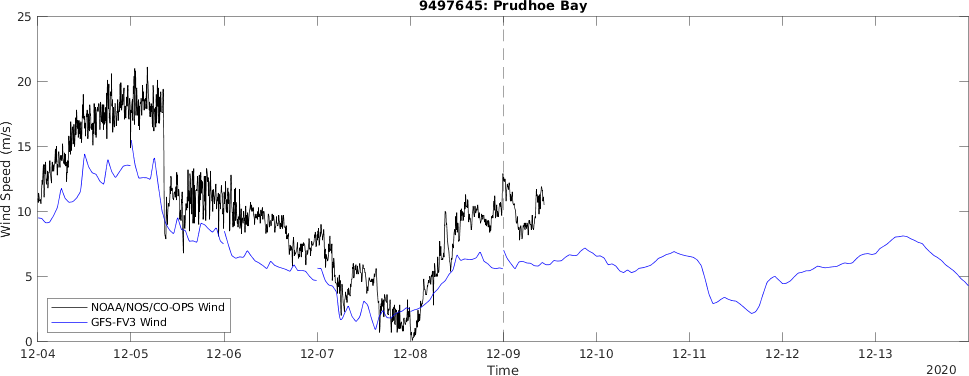 9497645: Prudhoe Bay
25
20
15
10
5
0
Wind Speed (m/s)
NOAA/NOS/CO-OPS Wind
GFS-FV3 Wind
12-04 12-05 12-06 12-07 12-08 12-09 12-10 12-11 12-12 12-13
Time
2020